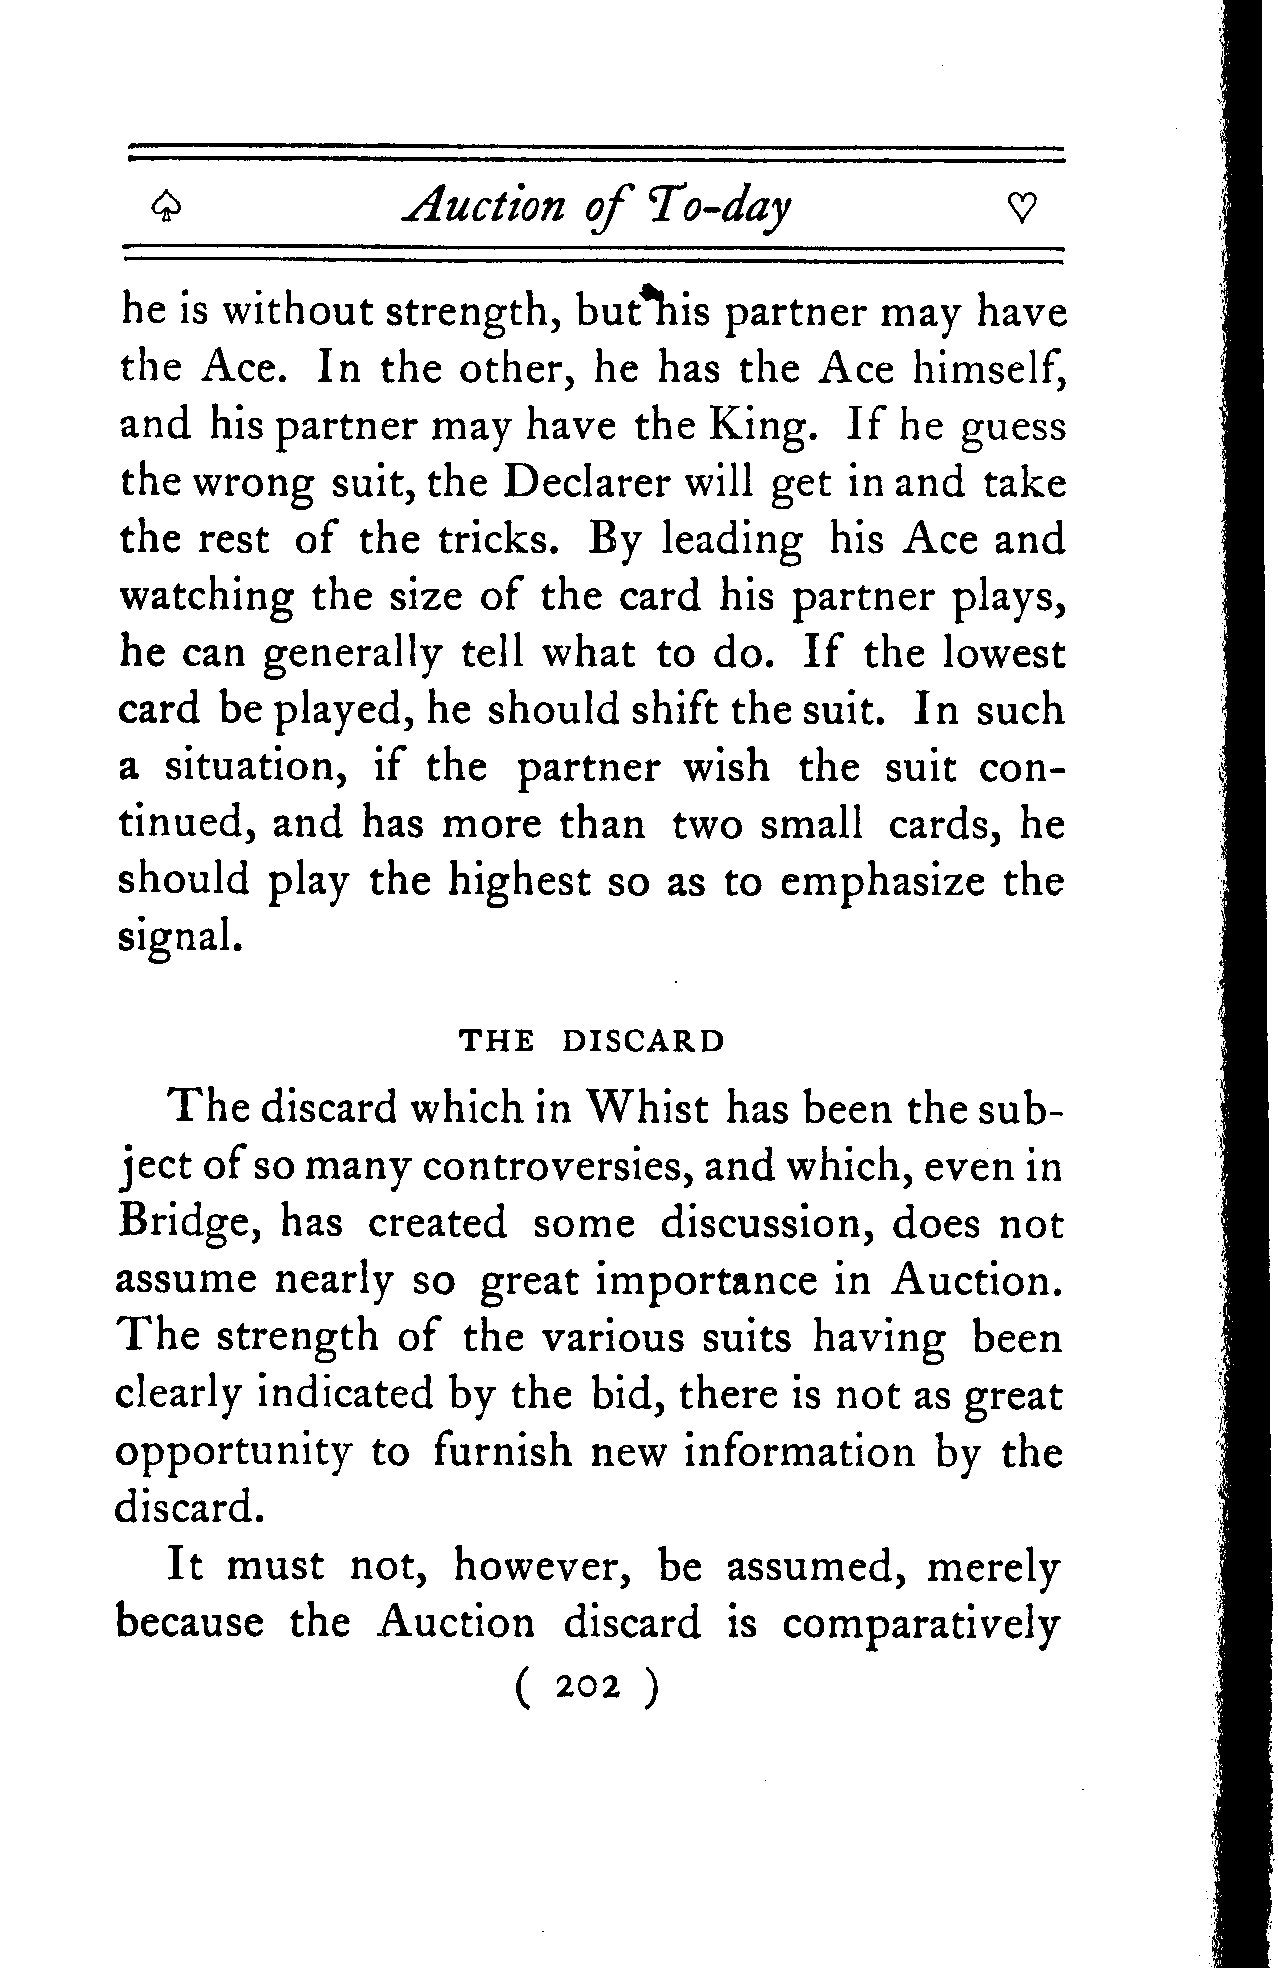 ♤ Auction of To-day ♡
he is without strength, but his partner may have
the Ace. In the other, he has the Ace himself,
and his partner may have the King. If he guess
the wrong suit, the Declarer will get in and take
the rest of the tricks. By leading his Ace and
watching the size of the card his partner plays,
he can generally tell what to do. If the lowest
card be played, he should shift the suit. In such
a situation, if the partner wish the suit con-
tinued, and has more than two small cards, he
should play the highest so as to emphasize the
signal.
THE DISCARD
The discard which in Whist has been the sub-
ject of so many controversies, and which, even in
Bridge, has created some discussion, does not
assume nearly so great importance in Auction.
The strength of the various suits having been
clearly indicated by the bid, there is not as great
opportunity to furnish new information by the
discard.
It must not, however, be assumed, merely
because the Auction discard is comparatively
( 202 )